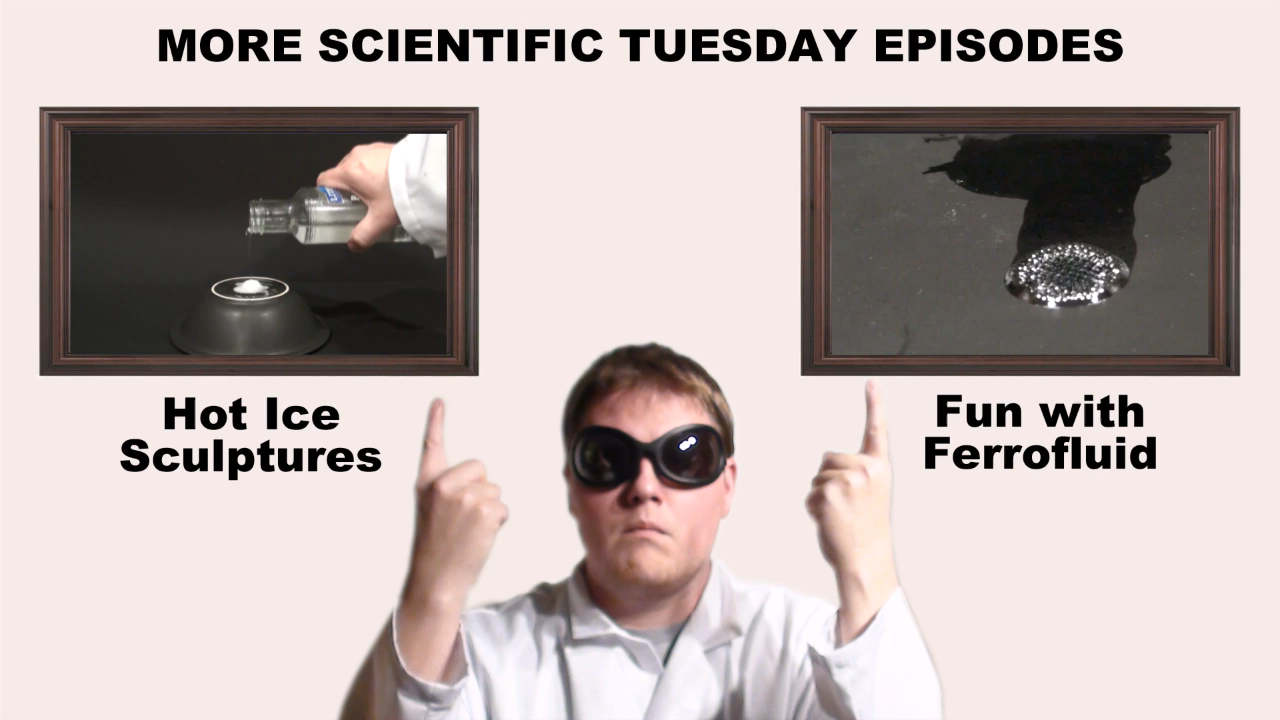 MORE SCIENTIFIC TUESDAY EPISODES
Hot Ice
Sculptures
Fun with
Ferrofluid